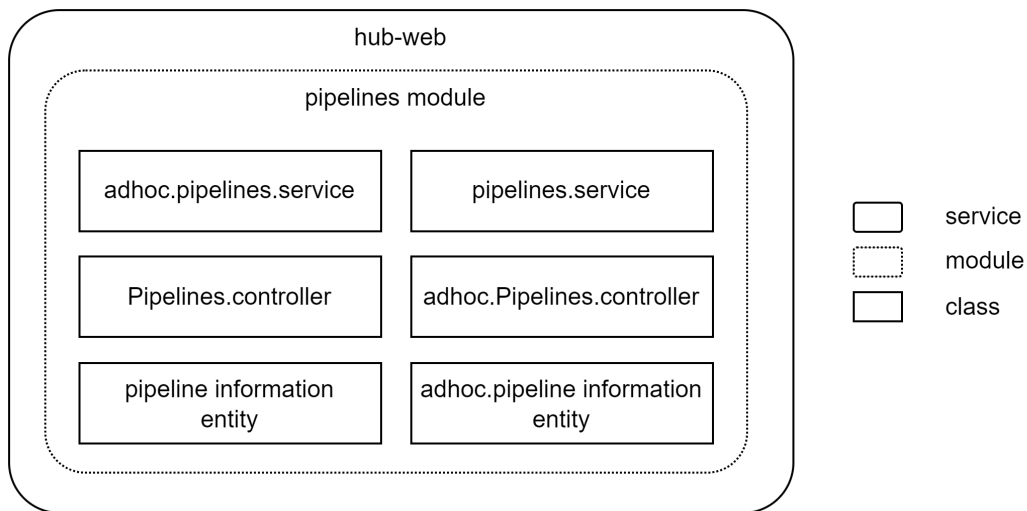 hub-web
pipelines module
adhoc.pipelines.service
pipelines.service
Pipelines.controller
adhoc.Pipelines.controller
pipeline information
entity
adhoc.pipeline information
entity
service
module
class